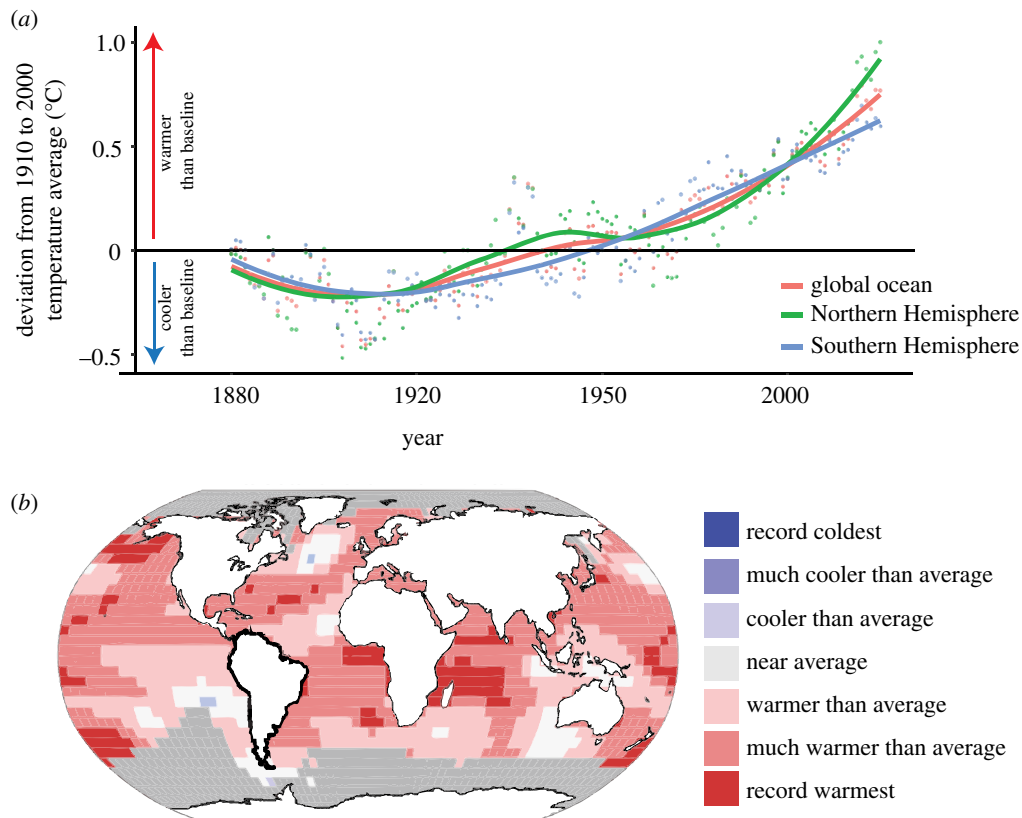 (a)
1.0
0.5
0
–0.5
deviation from 1910 to 2000
temperature average (°C)
warmer
than baseline
cooler
than baseline
global ocean
Northern Hemisphere
Southern Hemisphere
1880
1920
1950
2000
year
(b)
record coldest
much cooler than average
cooler than average
near average
warmer than average
much warmer than average
record warmest